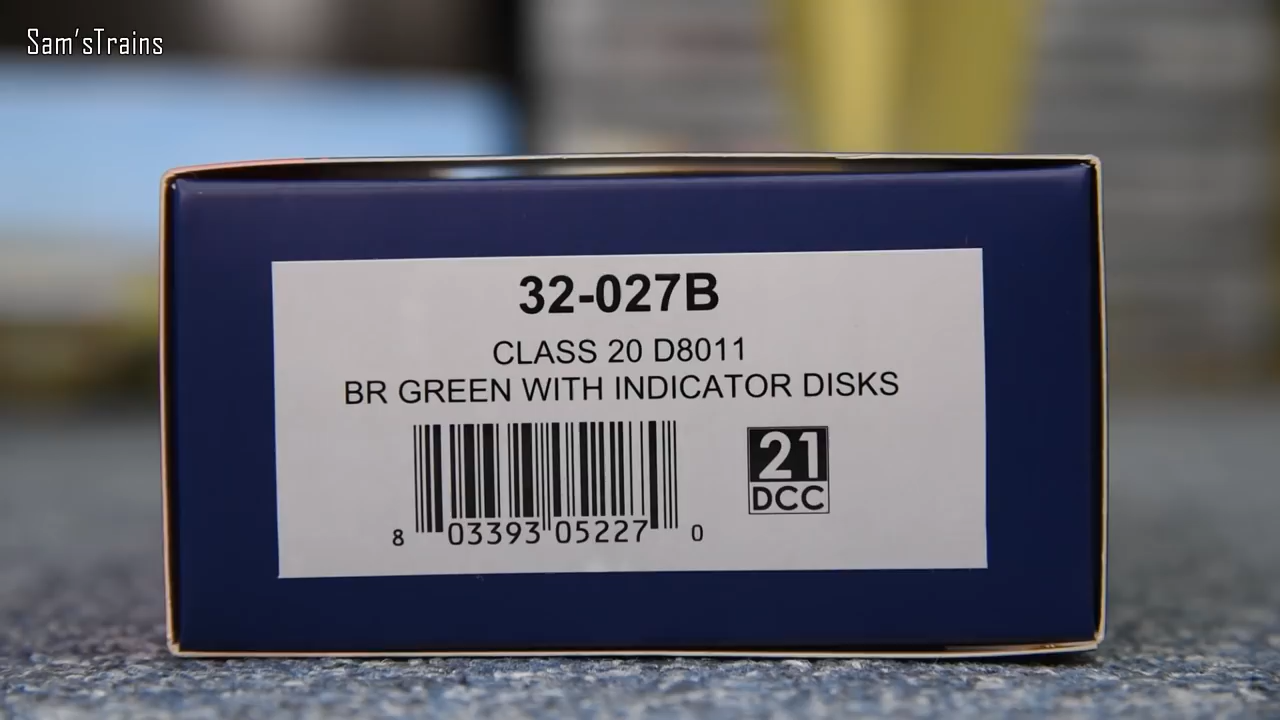 Sam'sTrains
32-027B
CLASS 20 D8011
BR GREEN WITH INDICATOR DISKS
21
DCC
8 03393 05227 0